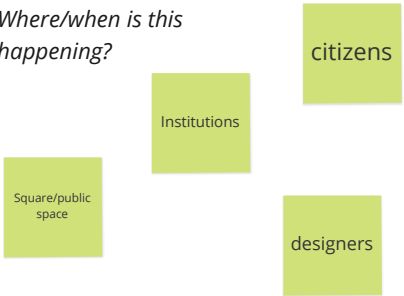 Where/when is this
happening?
citizens
Institutions
Square/public
space
designers